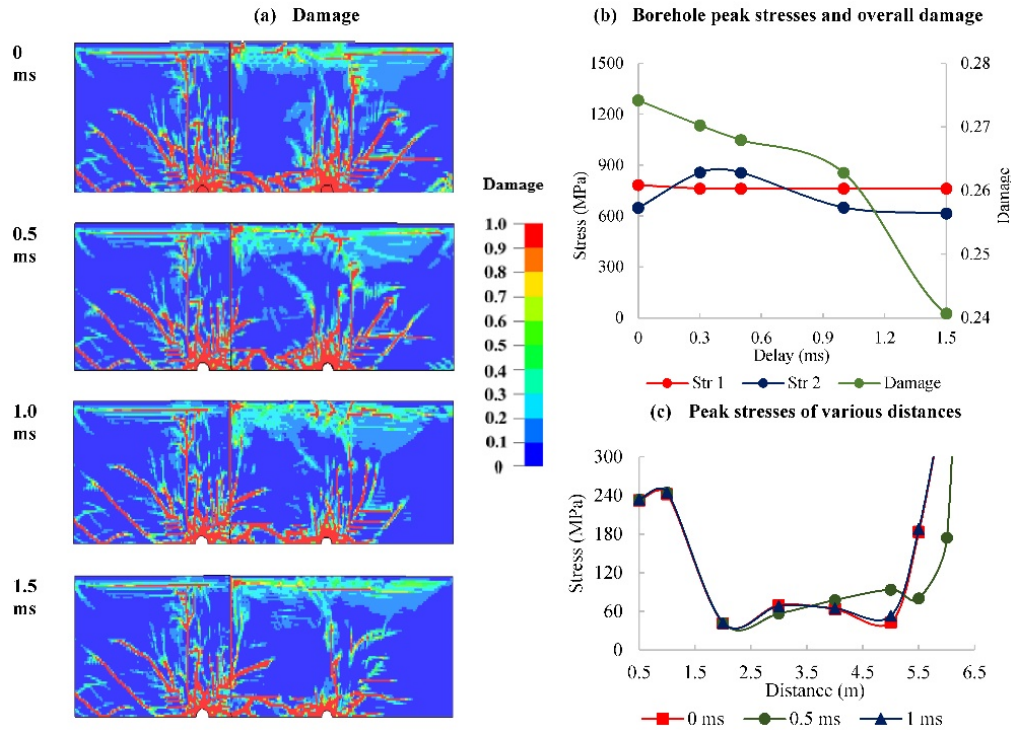 (a) Damage
0
ms
0.5
ms
1.0
ms
1.5
ms
Damage
1.0
0.9
0.8
0.7
0.6
0.5
0.4
0.3
0.2
0.1
0
(b) Borehole peak stresses and overall damage
Stress (MPa)
1500
1200
900
600
300
0
0.28
0.27
0.26
0.25
0.24
Damage
0 0.3 0.6 0.9 1.2 1.5
Delay (ms)
Str 1 Str 2 Damage
(c) Peak stresses of various distances
Stress (MPa)
300
240
180
120
60
0
0.5 1.5 2.5 3.5 4.5 5.5 6.5
Distance (m)
0 ms 0.5 ms 1 ms